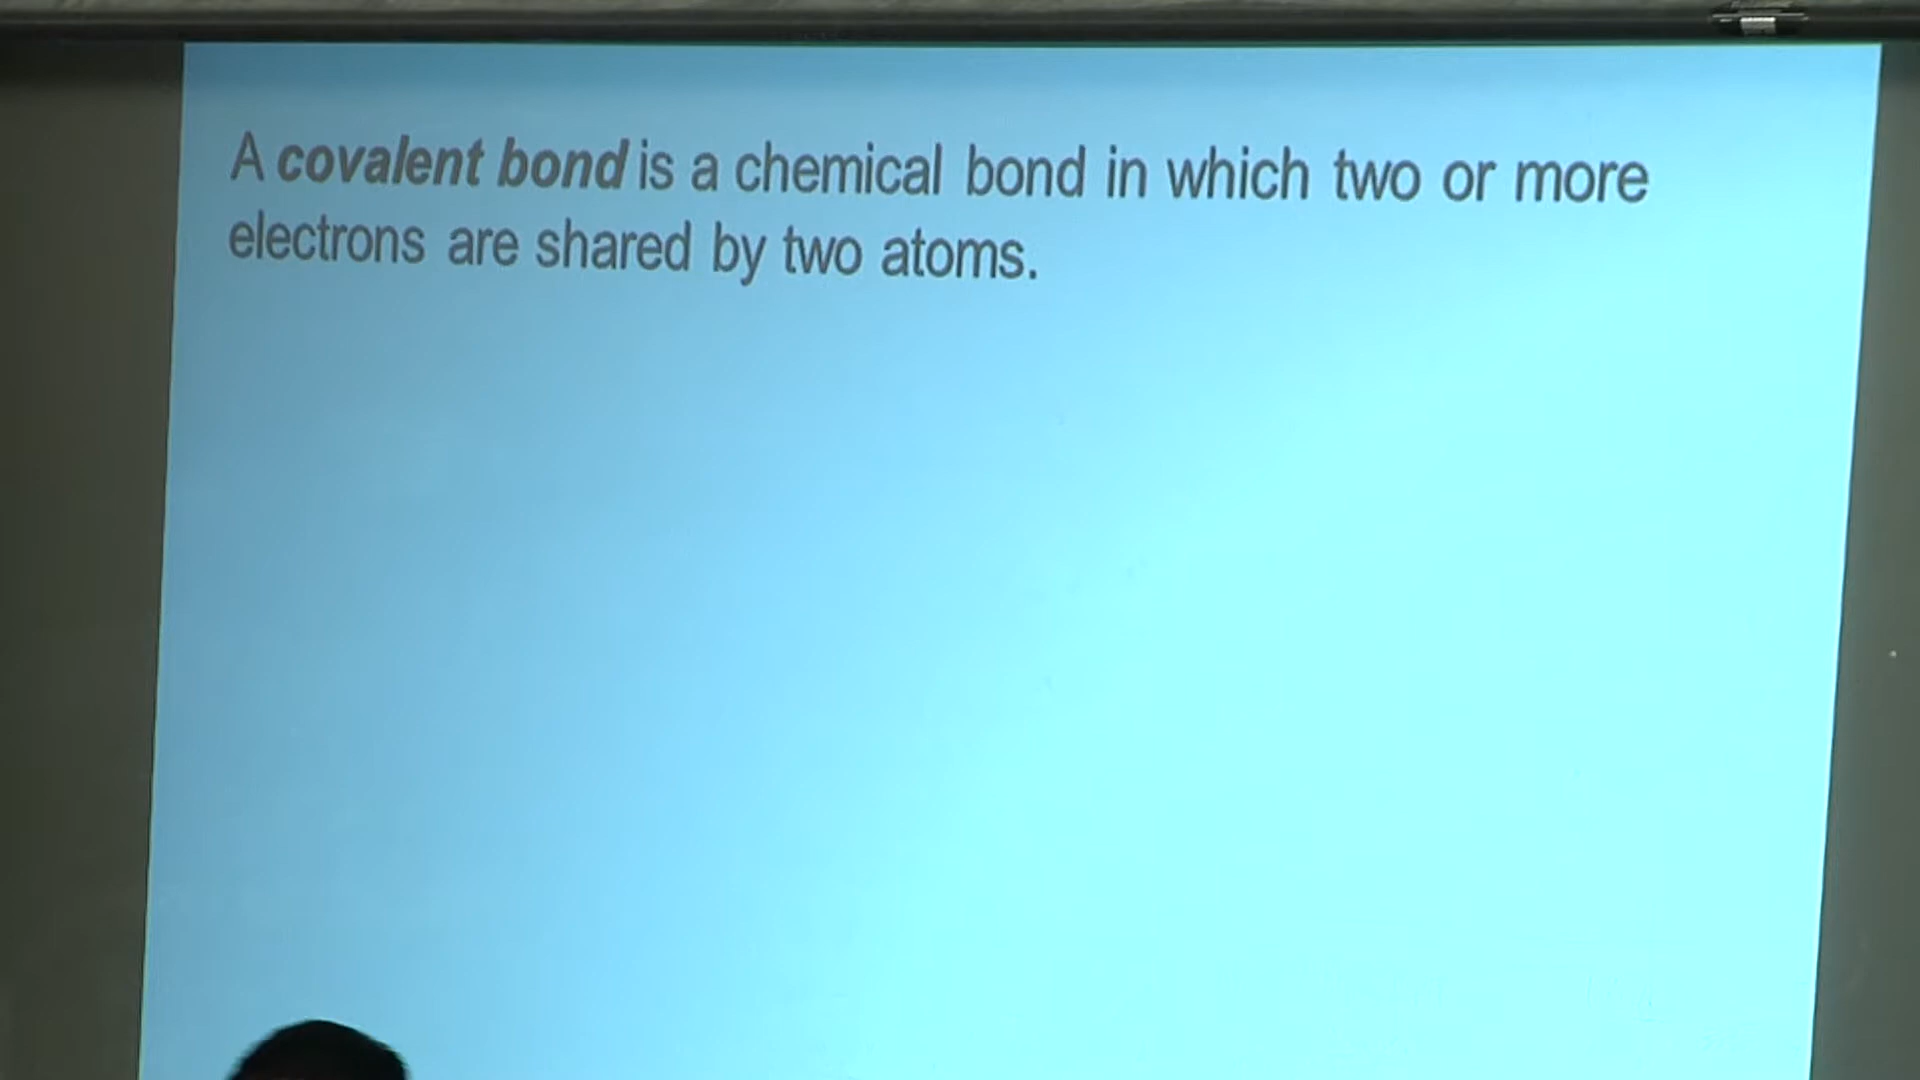 A covalent bond is a chemical bond in which two or more
electrons are shared by two atoms.